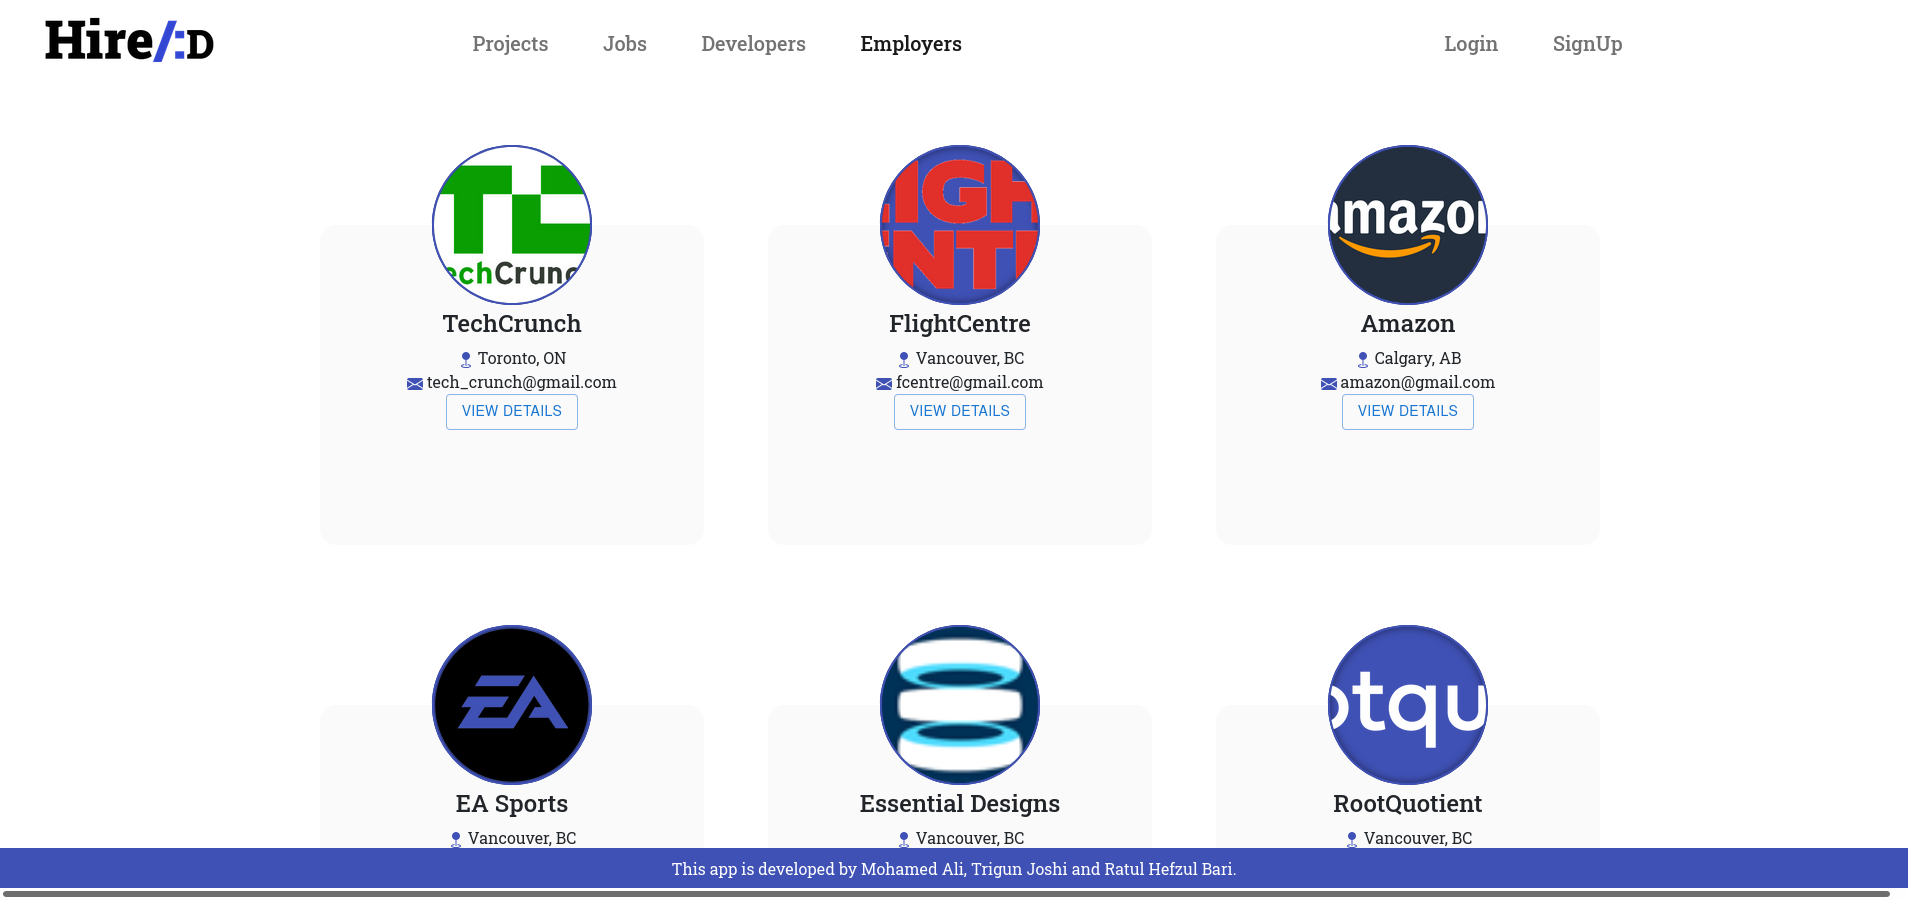 Hire/:D
Projects Jobs Developers Employers Login SignUp
TC
echCrunc
IGH
NT
amazon
TechCrunch
FlightCentre
Amazon
Toronto, ON
Vancouver, BC
Calgary, AB
tech_crunch@gmail.com
fcentre@gmail.com
amazon@gmail.com
VIEW DETAILS
VIEW DETAILS
VIEW DETAILS
EA
otqu
EA Sports
Essential Designs
RootQuotient
Vancouver, BC
Vancouver, BC
Vancouver, BC
This app is developed by Mohamed Ali, Trigun Joshi and Ratul Hefzul Bari.